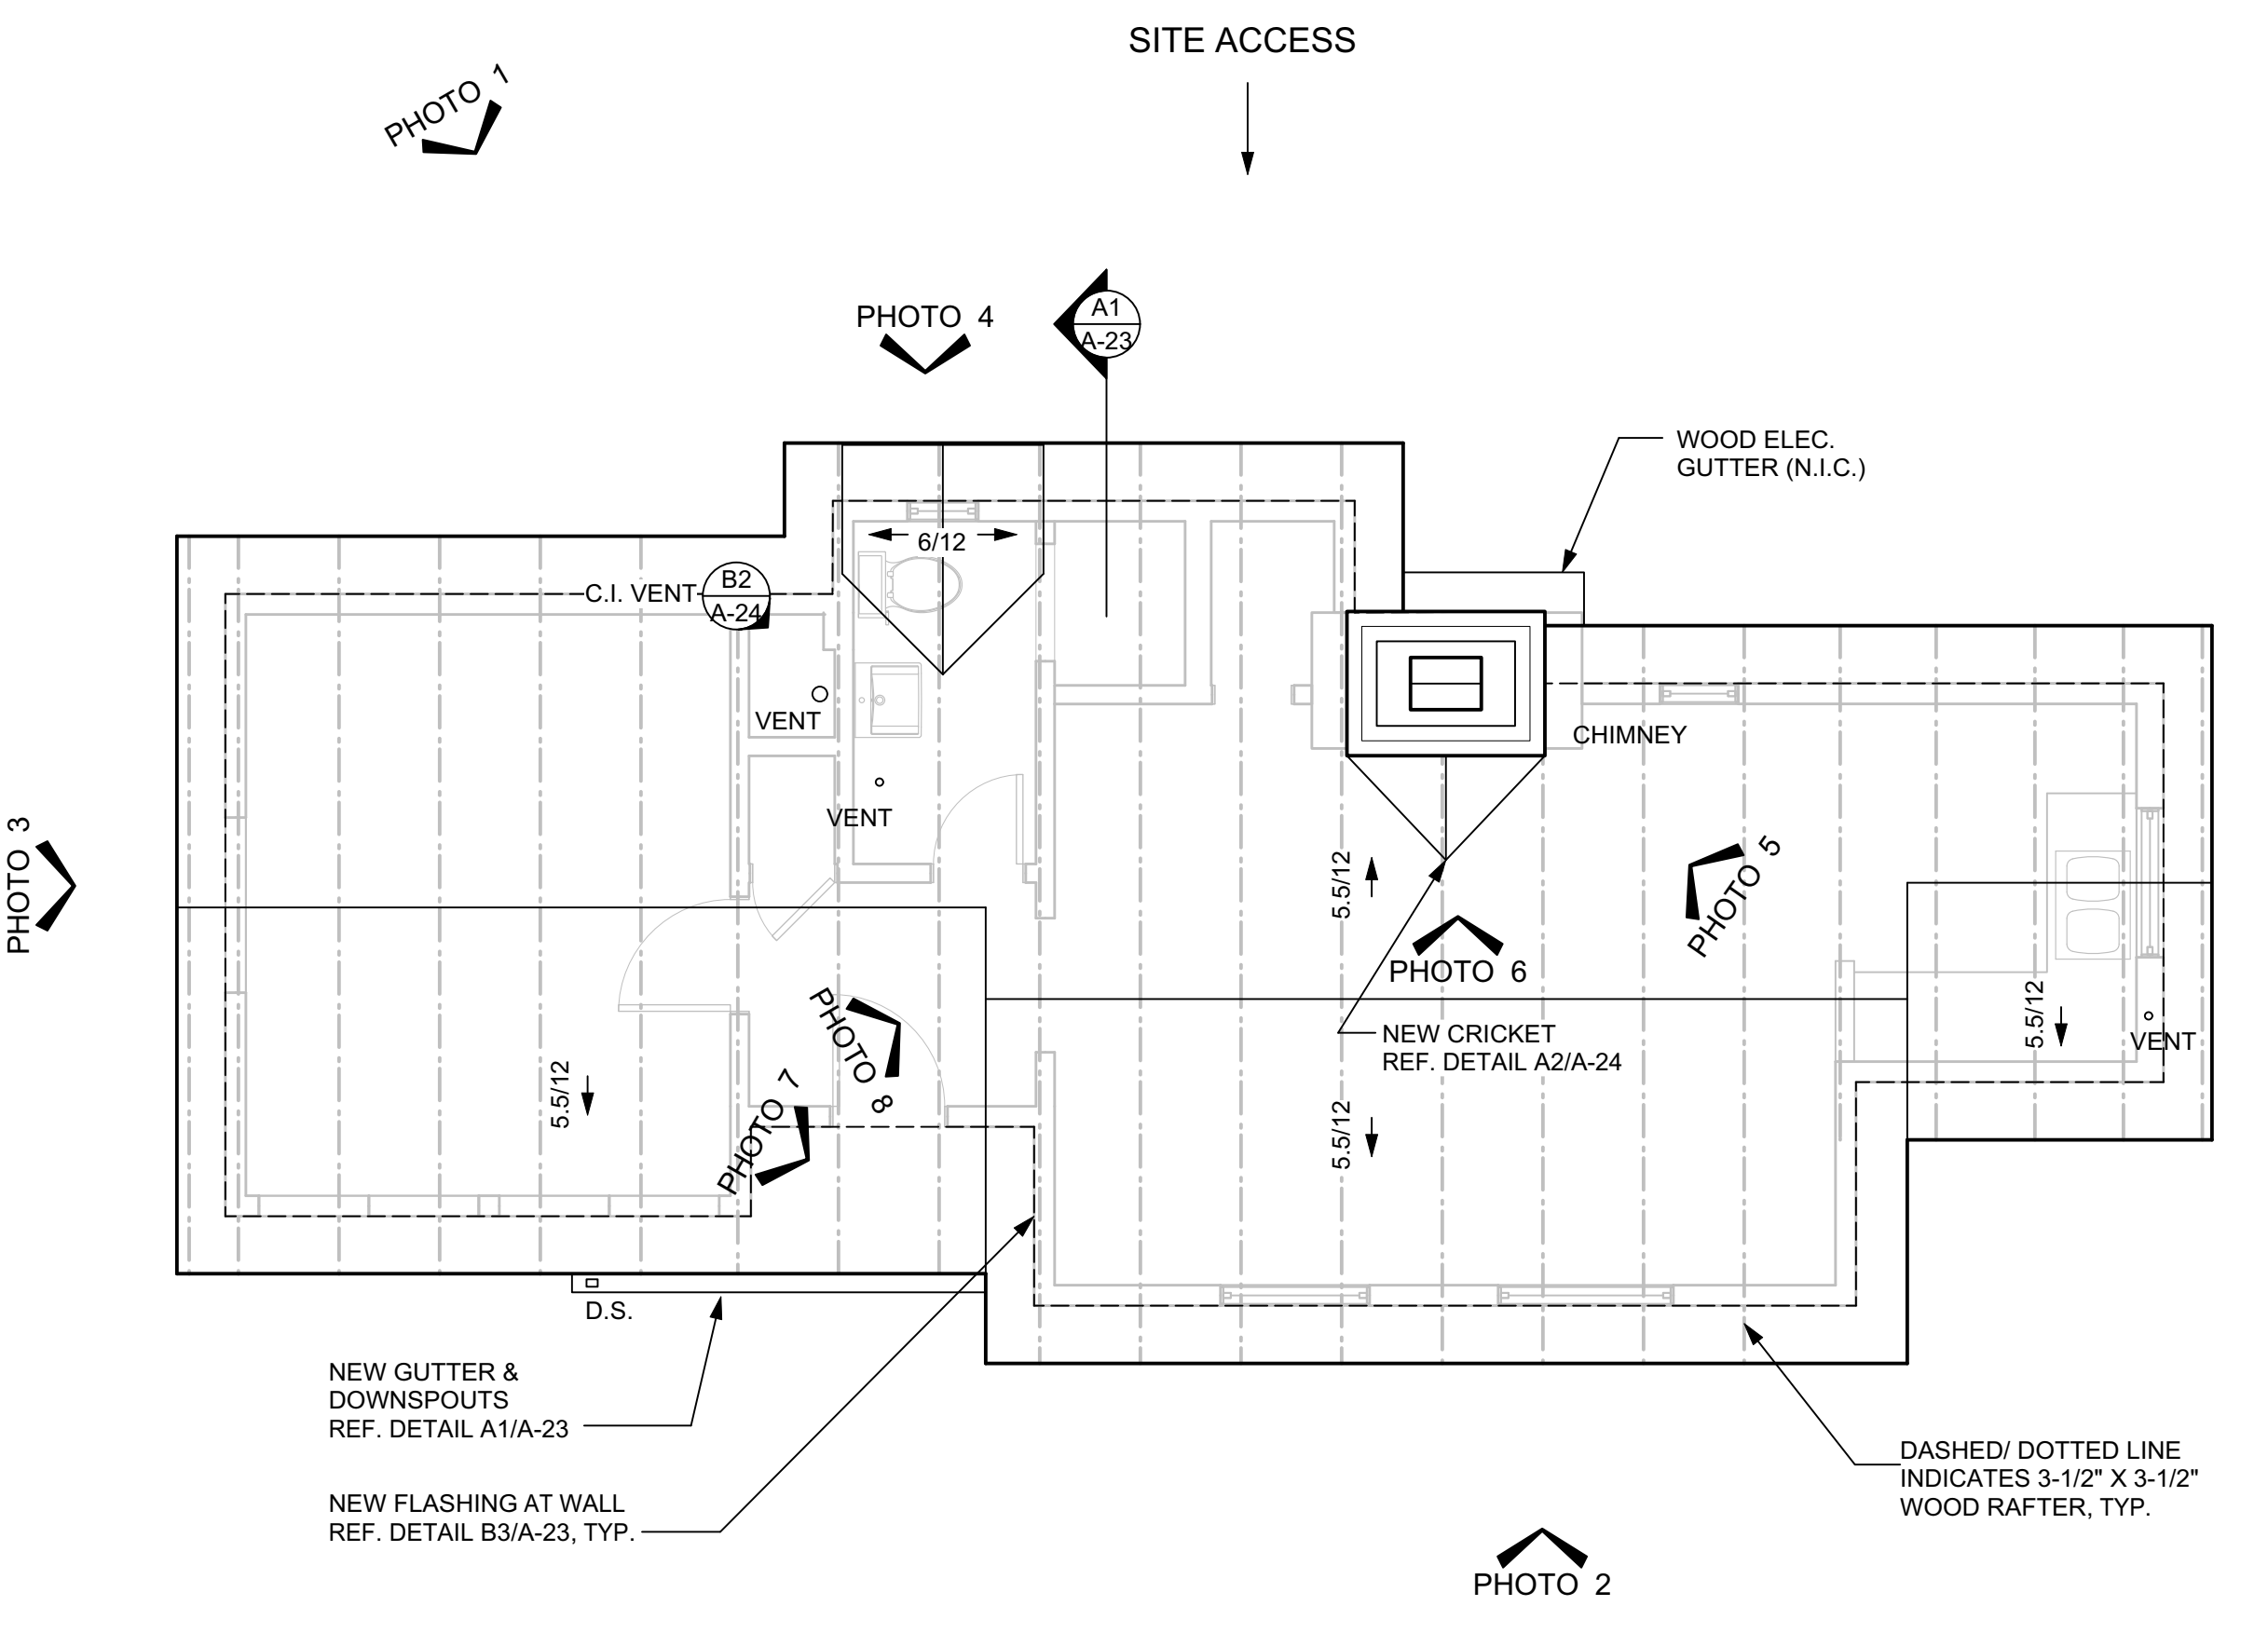 SITE ACCESS
PHOTO 1
PHOTO 4
A1
A-23
WOOD ELEC.
GUTTER (N.I.C.)
6/12
C.I. VENT
B2
A-24
VENT
CHIMNEY
VENT
PHOTO 3
5.5/12
PHOTO 5
PHOTO 6
NEW CRICKET
REF. DETAIL A2/A-24
5.5/12
VENT
PHOTO 8
PHOTO 7
5.5/12
5.5/12
D.S.
NEW GUTTER &
DOWNSPOUTS
REF. DETAIL A1/A-23
NEW FLASHING AT WALL
REF. DETAIL B3/A-23, TYP.
DASHED/ DOTTED LINE
INDICATES 3-1/2" X 3-1/2"
WOOD RAFTER, TYP.
PHOTO 2